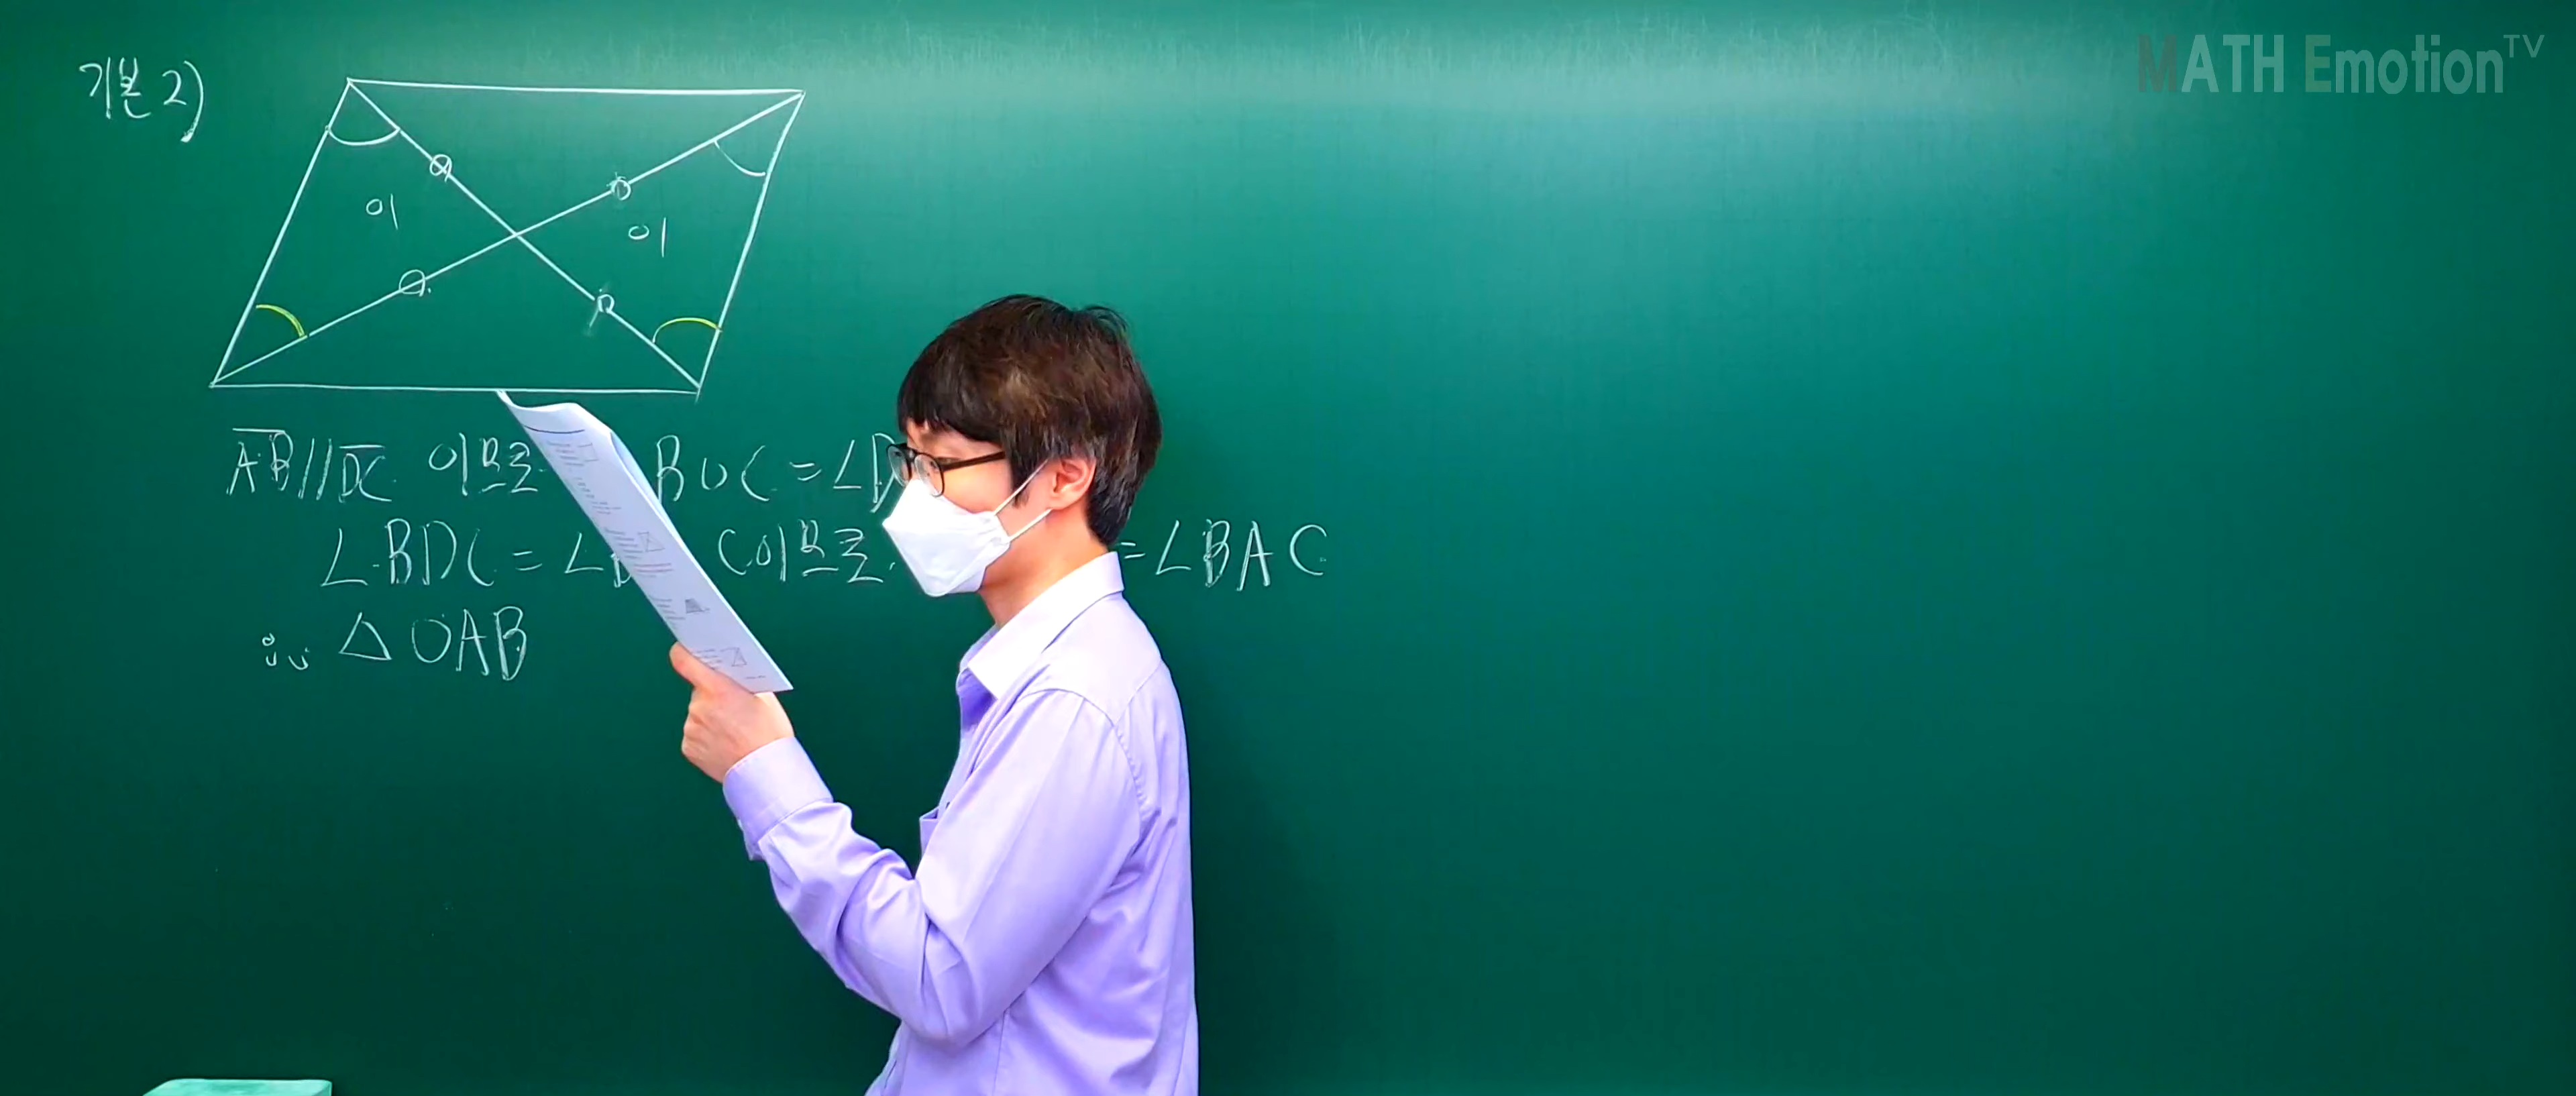 MATH Emotion TV
기본 2)
이
이
AB//DC 이므로 BOC = ∠D
∠BDC = ∠ C이므로 = ∠BAC
∴ △OAB